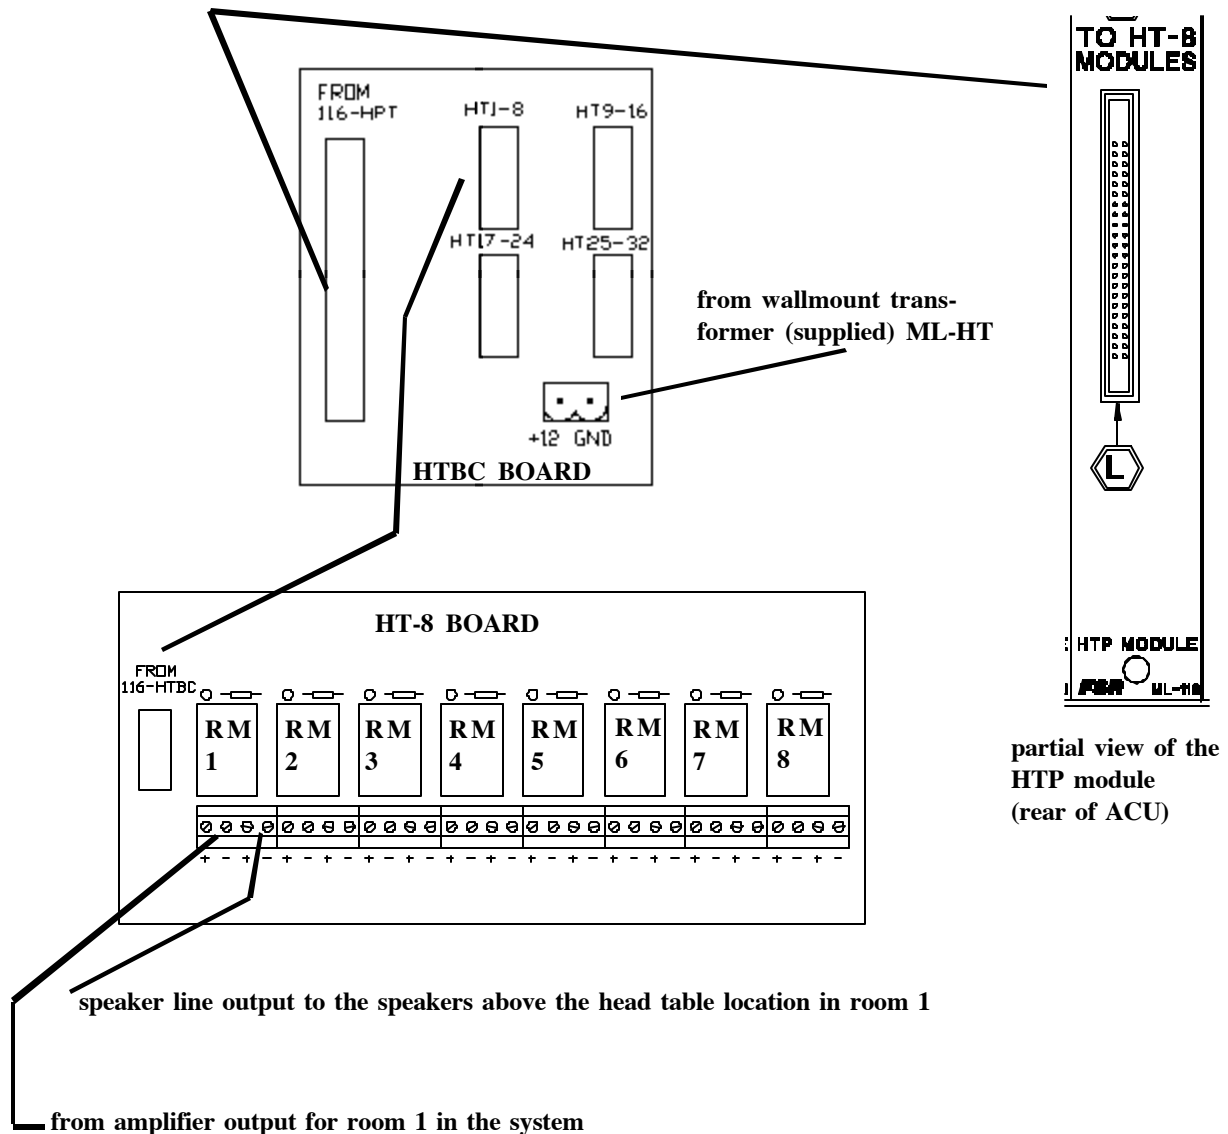 TO HT-8
MODULES
FROM
116-HPT
HT1-8
HT9-16
HT17-24
HT25-32
from wallmount trans-
former (supplied) ML-HT
+12 GND
HTBC BOARD
L
HT-8 BOARD
FROM
116-HTBC
RM
1
RM
2
RM
3
RM
4
RM
5
RM
6
RM
7
RM
8
+ - + - + - + - + - + - + - + - + - + - + - + - + - + - + - + -
HTP MODULE
partial view of the
HTP module
(rear of ACU)
speaker line output to the speakers above the head table location in room 1
from amplifier output for room 1 in the system